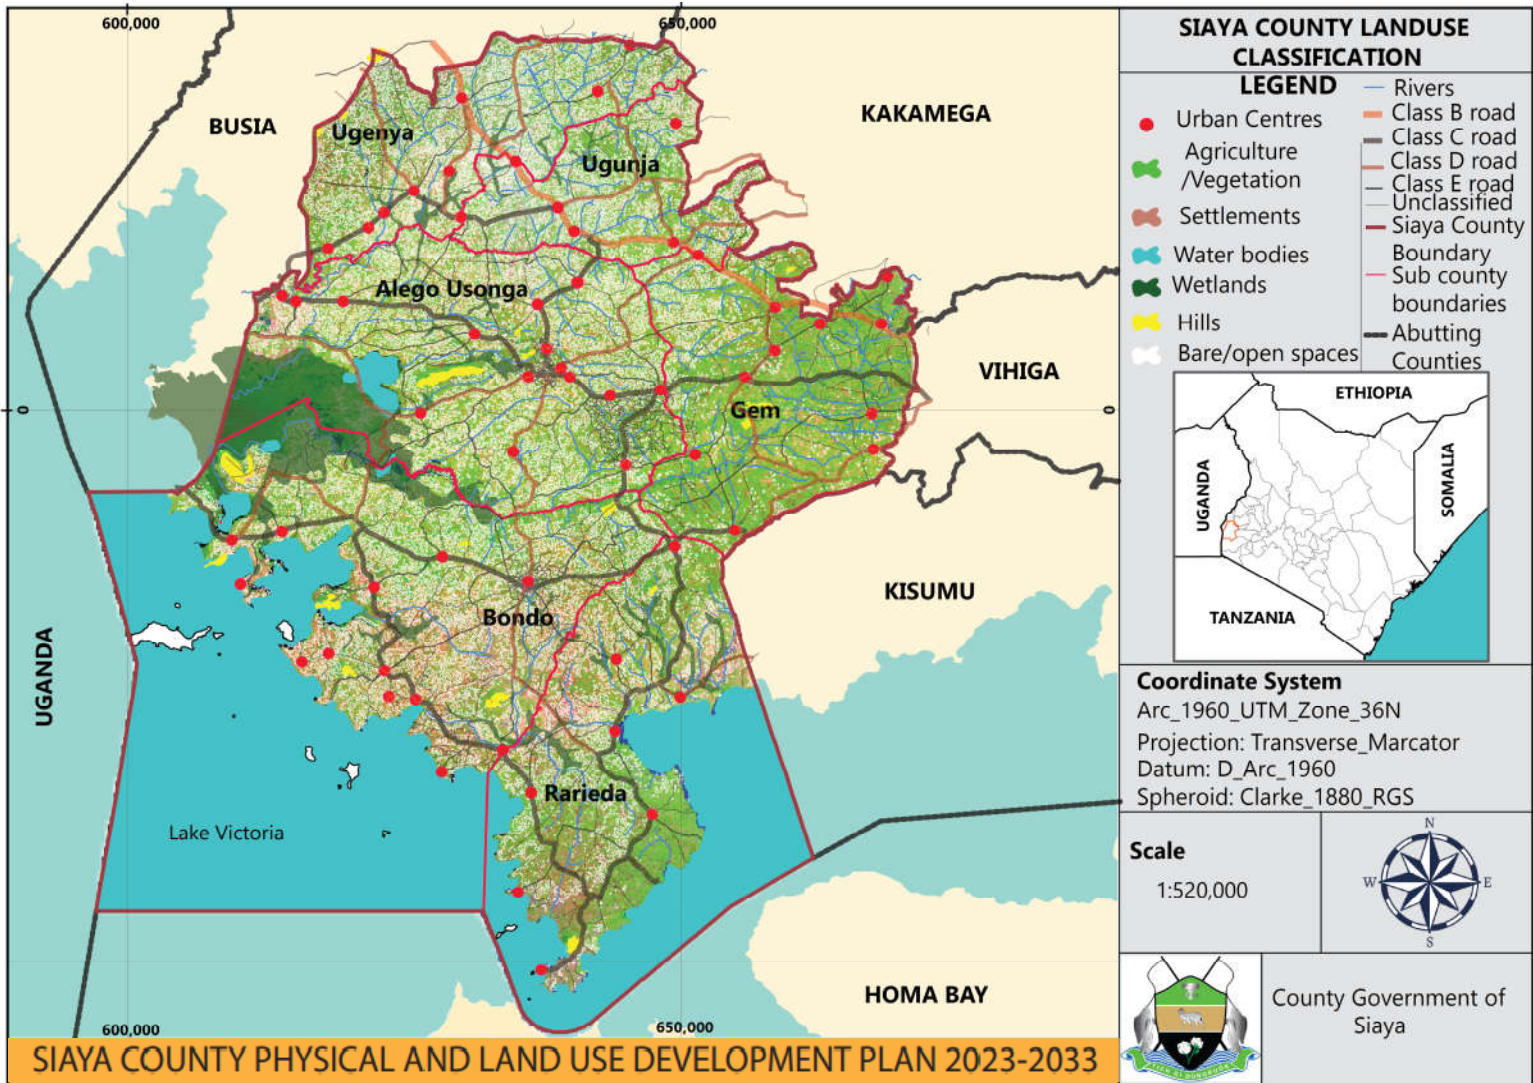 600,000
650,000
BUSIA
KAKAMEGA
Ugenya
Ugunja
Alego Usonga
VIHIGA
Gem
0
0
KISUMU
Bondo
UGANDA
Rarieda
Lake Victoria
HOMA BAY
600,000
650,000
SIAYA COUNTY PHYSICAL AND LAND USE DEVELOPMENT PLAN 2023-2033
SIAYA COUNTY LANDUSE
CLASSIFICATION
LEGEND
Urban Centres
Agriculture
/Vegetation
Settlements
Water bodies
Wetlands
Hills
Bare/open spaces
Rivers
Class B road
Class C road
Class D road
Class E road
Unclassified
Siaya County
Boundary
Sub county
boundaries
Abutting
Counties
ETHIOPIA
UGANDA
SOMALIA
TANZANIA
Coordinate System
Arc_1960_UTM_Zone_36N
Projection: Transverse_Marcator
Datum: D_Arc_1960
Spheroid: Clarke_1880_RGS
Scale
1:520,000
N
W
E
S
County Government of
Siaya